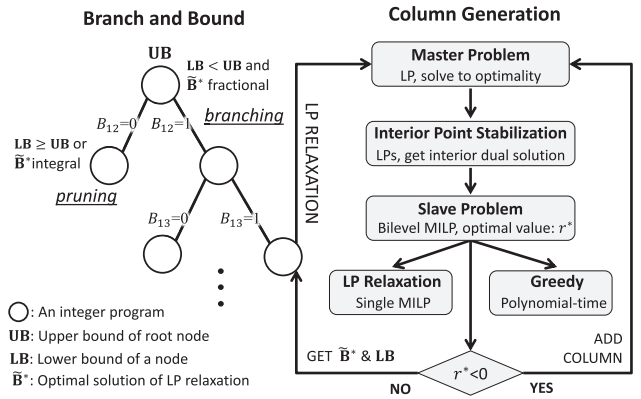 Branch and Bound
UB
LB < UB and
B̃* fractional
branching
B₁₂=0
B₁₂=1
LB ≥ UB or
B̃*integral
pruning
B₁₃=0
B₁₃=1
LP RELAXATION
○: An integer program
UB: Upper bound of root node
LB: Lower bound of a node
B̃*: Optimal solution of LP relaxation
Column Generation
Master Problem
LP, solve to optimality
Interior Point Stabilization
LPs, get interior dual solution
Slave Problem
Bilevel MILP, optimal value: r*
LP Relaxation
Single MILP
Greedy
Polynomial-time
GET B̃* & LB
ADD
COLUMN
r*<0
NO
YES